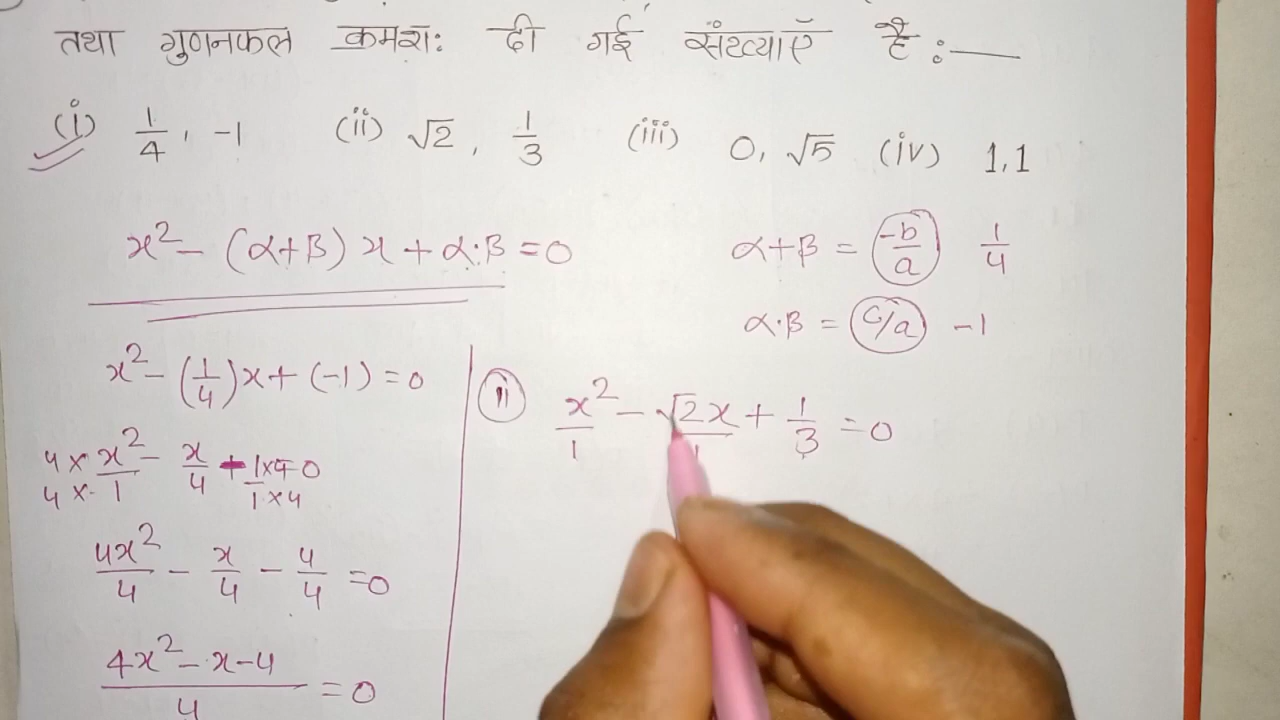 तथा गुणनफल क्रमशः दी गई संख्याएँ है :—
(i) 1/4, -1 (ii) √2, 1/3 (iii) 0, √5 (iv) 1,1
x² - (α+β) x + α.β = 0
α+β = -b/a 1/4
α.β = c/a -1
x² - (1/4)x + (-1) = 0
4× x²/4×1 - x/4 - 1×4/1×4 = 0
4x²/4 - x/4 - 4/4 = 0
4x² - x - 4/4 = 0
(ii) x²/1 - √2x/1 + 1/3 = 0